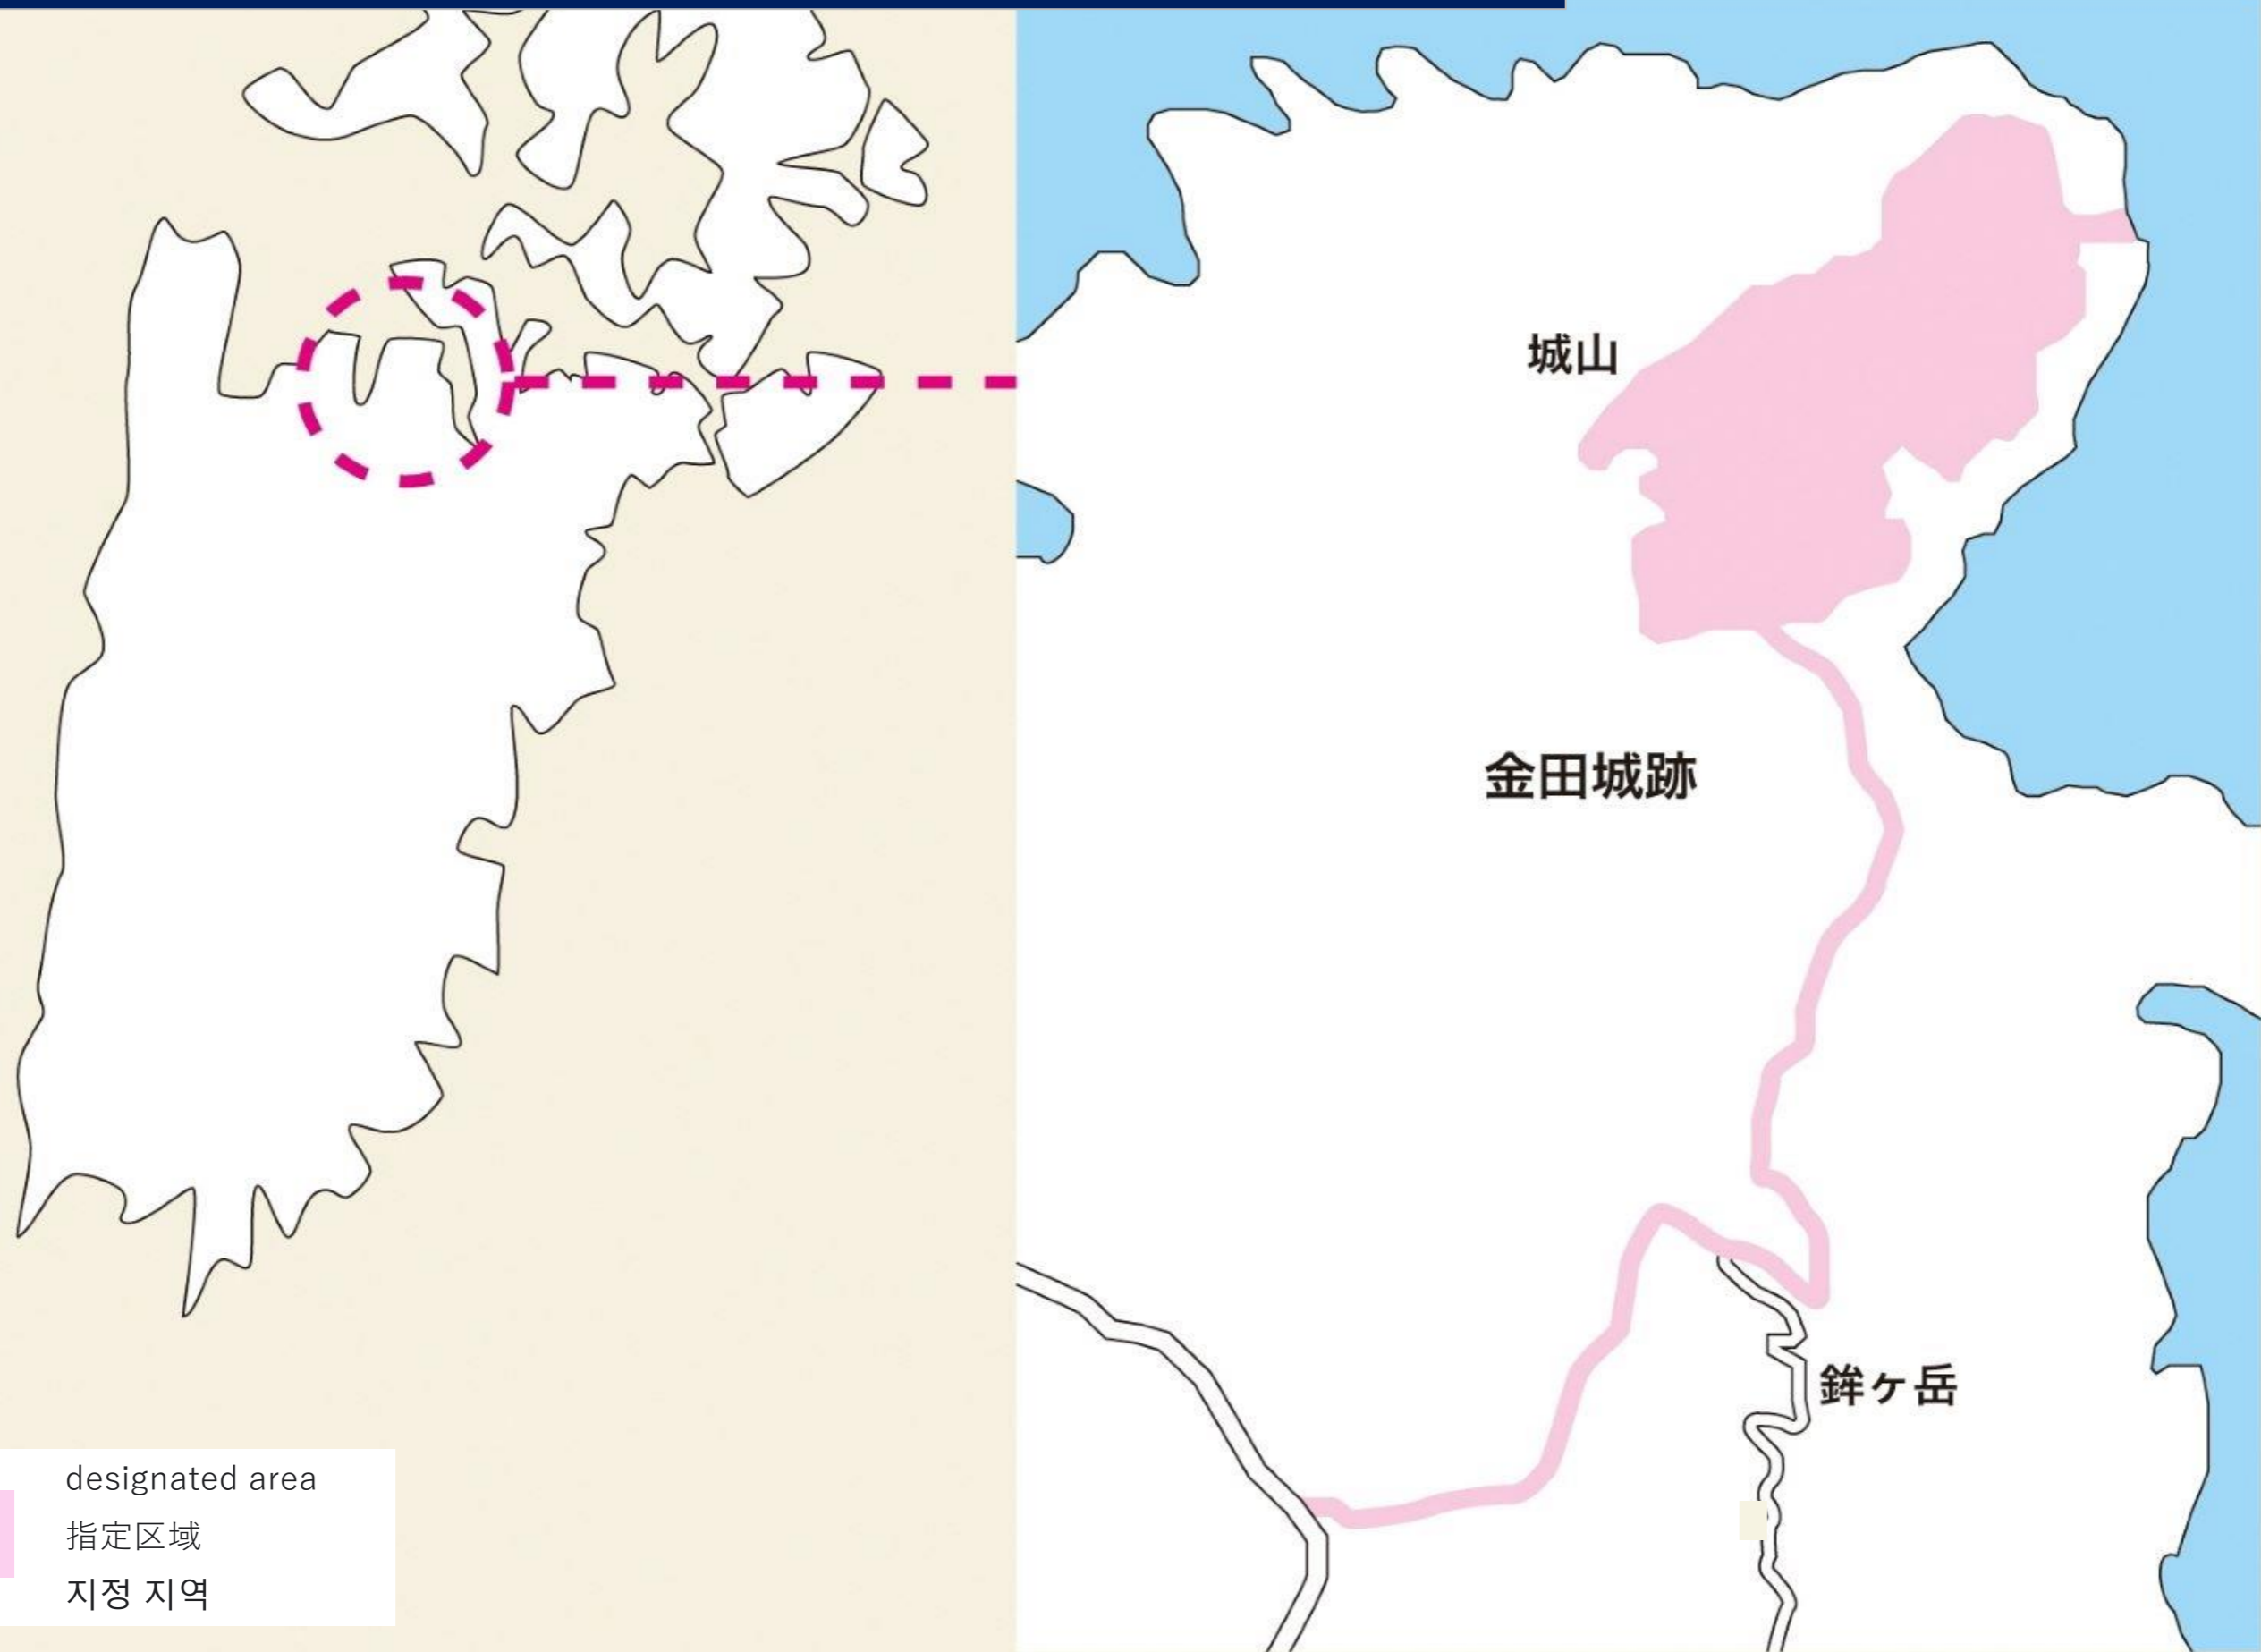 城山
金田城跡
鉾ヶ岳
designated area
指定区域
지정 지역